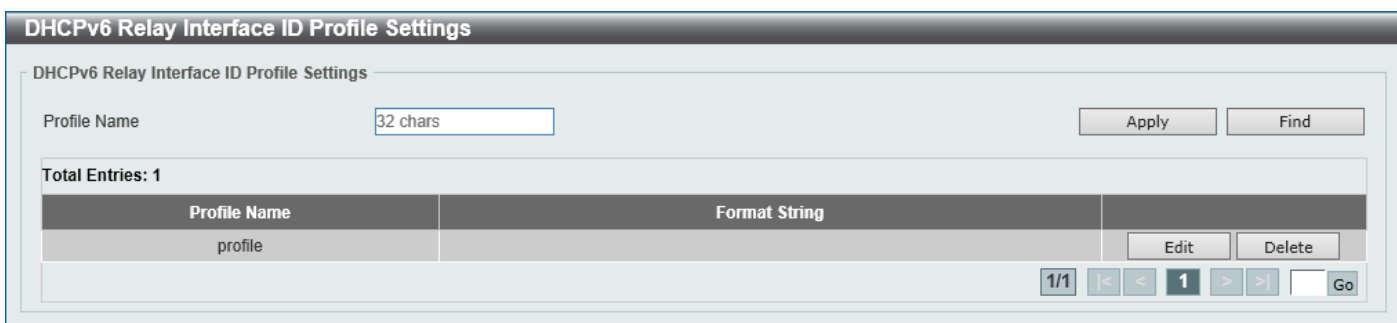 DHCPv6 Relay Interface ID Profile Settings
DHCPv6 Relay Interface ID Profile Settings
Profile Name 32 chars Apply Find
Total Entries: 1
Profile Name Format String
profile Edit Delete
1/1 |< < 1 > >| Go